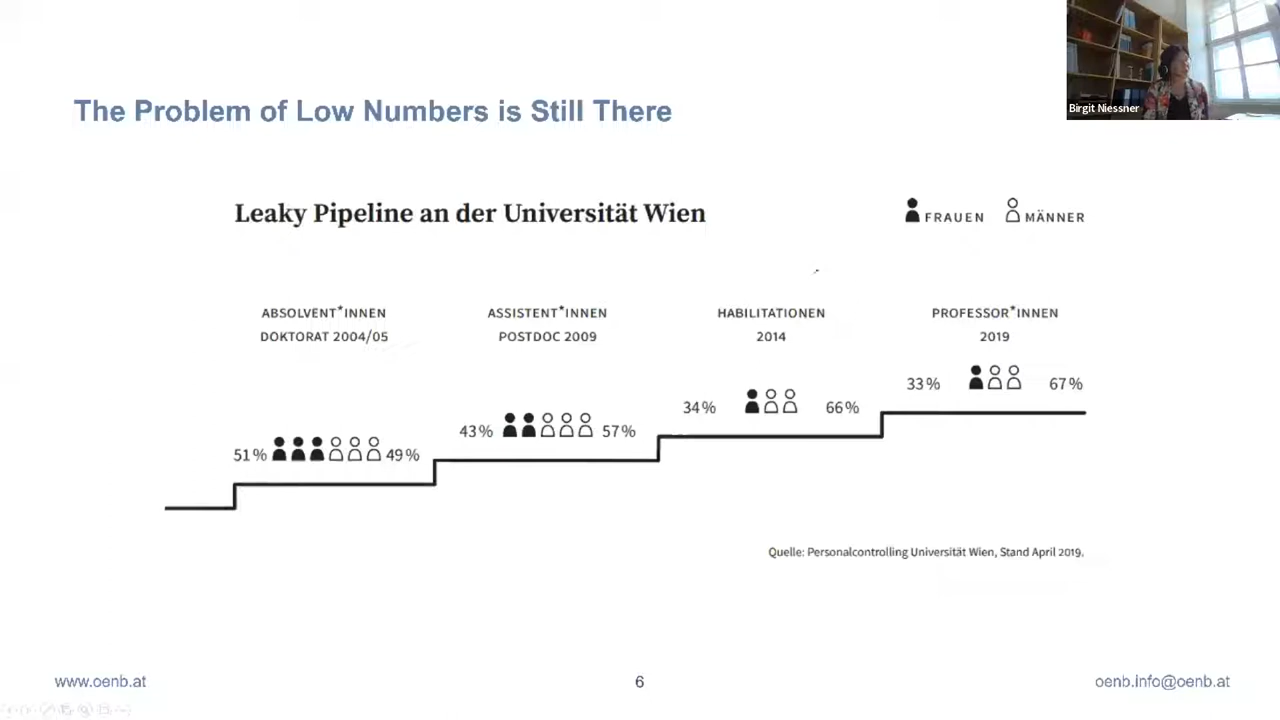 The Problem of Low Numbers is Still There
Birgit Niessner
Leaky Pipeline an der Universität Wien
FRAUEN MÄNNER
ABSOLVENT*INNEN
DOKTORAT 2004/05
ASSISTENT*INNEN
POSTDOC 2009
HABILITATIONEN
2014
PROFESSOR*INNEN
2019
51% 49%
43% 57%
34% 66%
33% 67%
Quelle: Personalcontrolling Universität Wien, Stand April 2019.
www.oenb.at
6
oenb.info@oenb.at